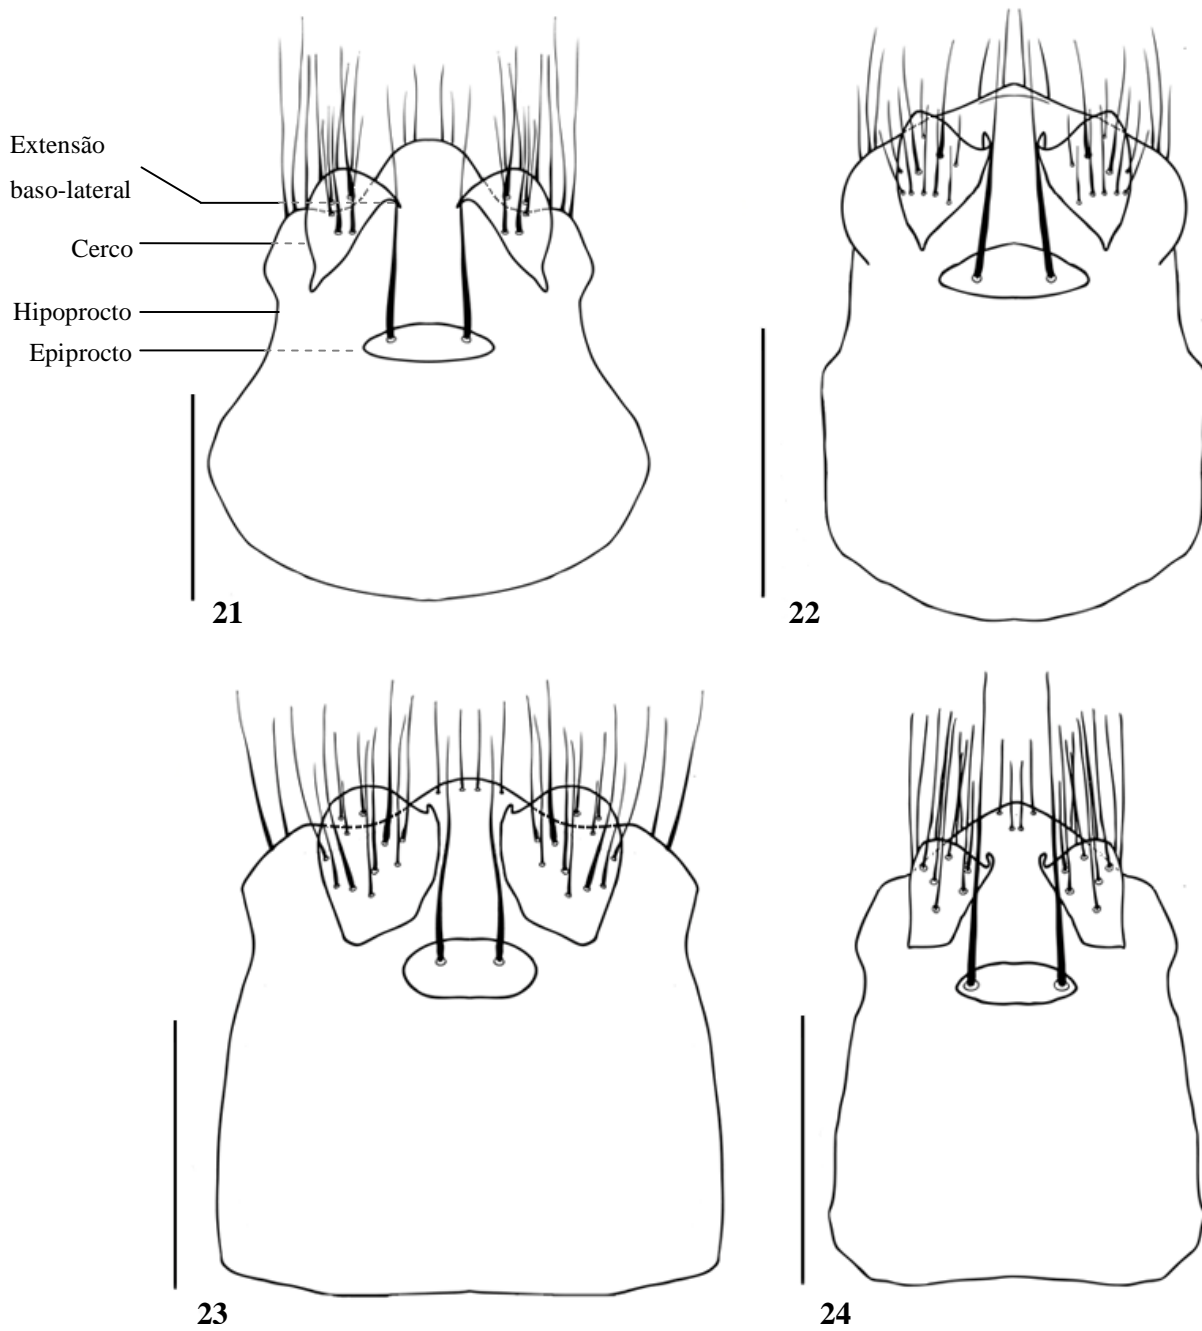 Extensão
baso-lateral
Cerco
Hipoprocto
Epiprocto
21
22
23
24